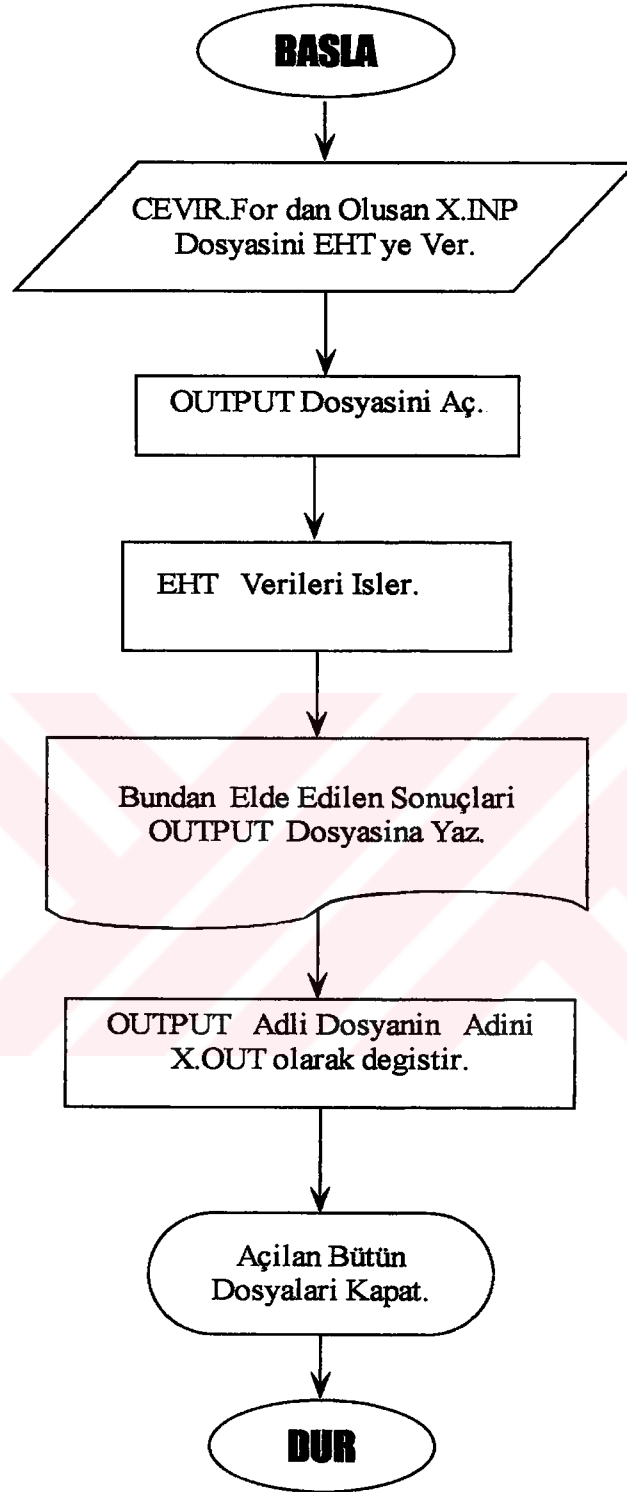 BASLA
CEVIR.For dan Olusan X.INP
Dosyasini EHT ye Ver.
OUTPUT Dosyasini Aç.
EHT Verileri Isler.
Bundan Elde Edilen Sonuçlari
OUTPUT Dosyasina Yaz.
OUTPUT Adli Dosyanin Adini
X.OUT olarak degistir.
Açilan Bütün
Dosyalari Kapat.
DUR